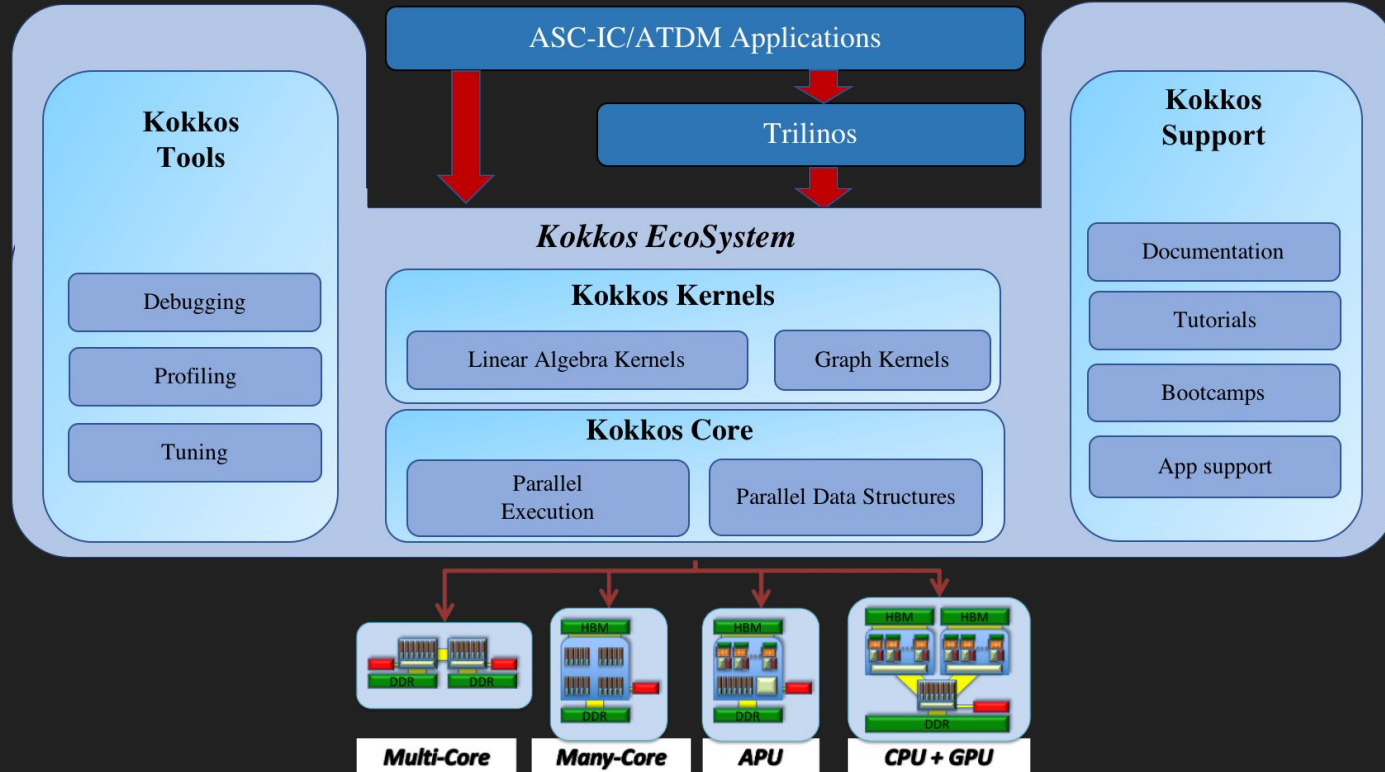 ASC-IC/ATDM Applications
Trilinos
Kokkos
Tools
Debugging
Profiling
Tuning
Kokkos EcoSystem
Kokkos Kernels
Linear Algebra Kernels
Graph Kernels
Kokkos Core
Parallel
Execution
Parallel Data Structures
Kokkos
Support
Documentation
Tutorials
Bootcamps
App support
DDR
DDR
HBM
DDR
HBM
DDR
HBM
HBM
DDR
Multi-Core
Many-Core
APU
CPU + GPU